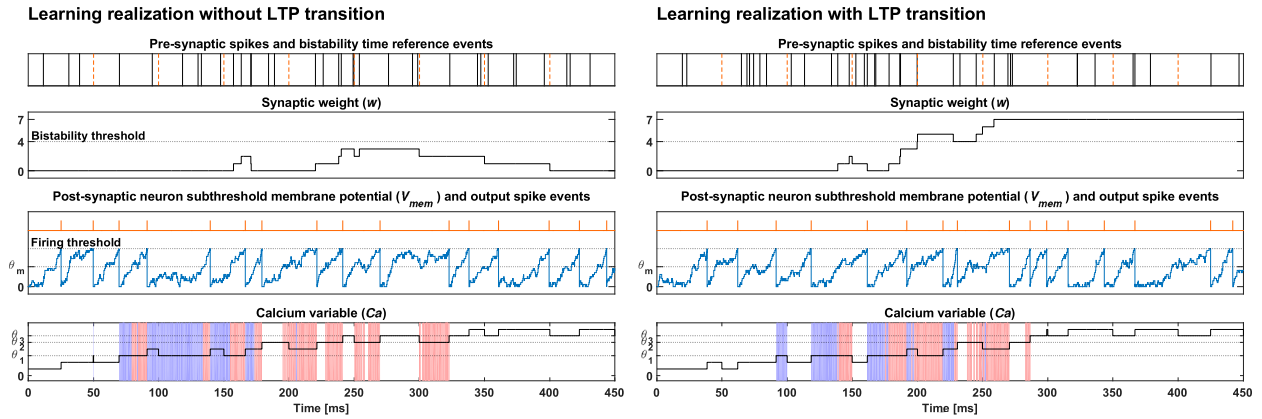 Learning realization without LTP transition
Pre-synaptic spikes and bistability time reference events
Synaptic weight (w)
7
Bistability threshold
4
0
Post-synaptic neuron subthreshold membrane potential (Vmem) and output spike events
Firing threshold
θm
0
Calcium variable (Ca)
θ3
θ2
θ1
0
0 50 100 150 200 250 300 350 400 450
Time [ms]
Learning realization with LTP transition
Pre-synaptic spikes and bistability time reference events
Synaptic weight (w)
7
4
0
Post-synaptic neuron subthreshold membrane potential (Vmem) and output spike events
θm
0
Calcium variable (Ca)
θ3
θ2
θ1
0
0 50 100 150 200 250 300 350 400 450
Time [ms]